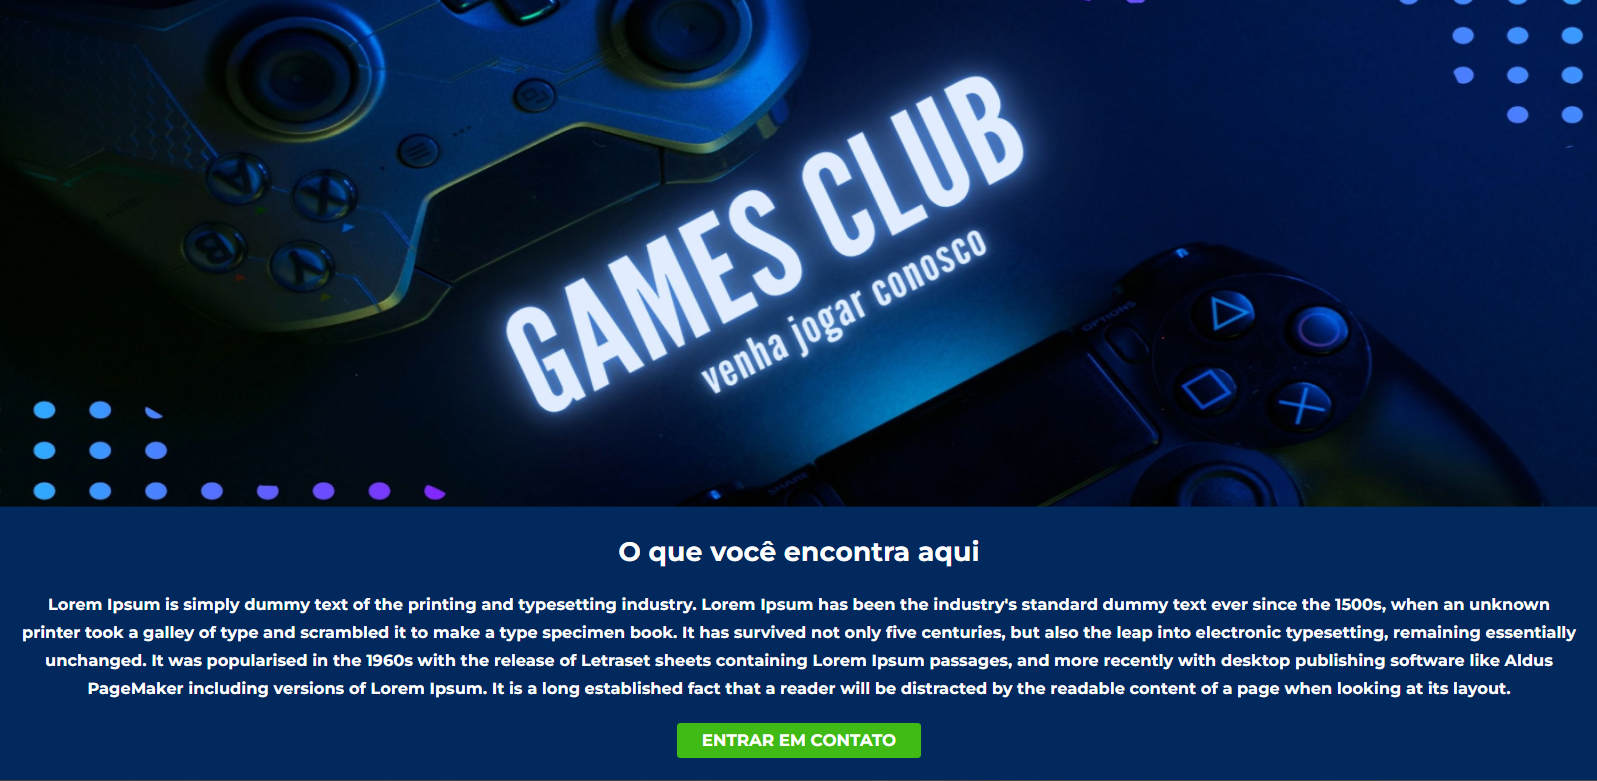 GAMES CLUB
venha jogar conosco
A
X
B
Y
OPTIONS
SHARE
O que você encontra aqui
Lorem Ipsum is simply dummy text of the printing and typesetting industry. Lorem Ipsum has been the industry's standard dummy text ever since the 1500s, when an unknown
printer took a galley of type and scrambled it to make a type specimen book. It has survived not only five centuries, but also the leap into electronic typesetting, remaining essentially
unchanged. It was popularised in the 1960s with the release of Letraset sheets containing Lorem Ipsum passages, and more recently with desktop publishing software like Aldus
PageMaker including versions of Lorem Ipsum. It is a long established fact that a reader will be distracted by the readable content of a page when looking at its layout.
ENTRAR EM CONTATO